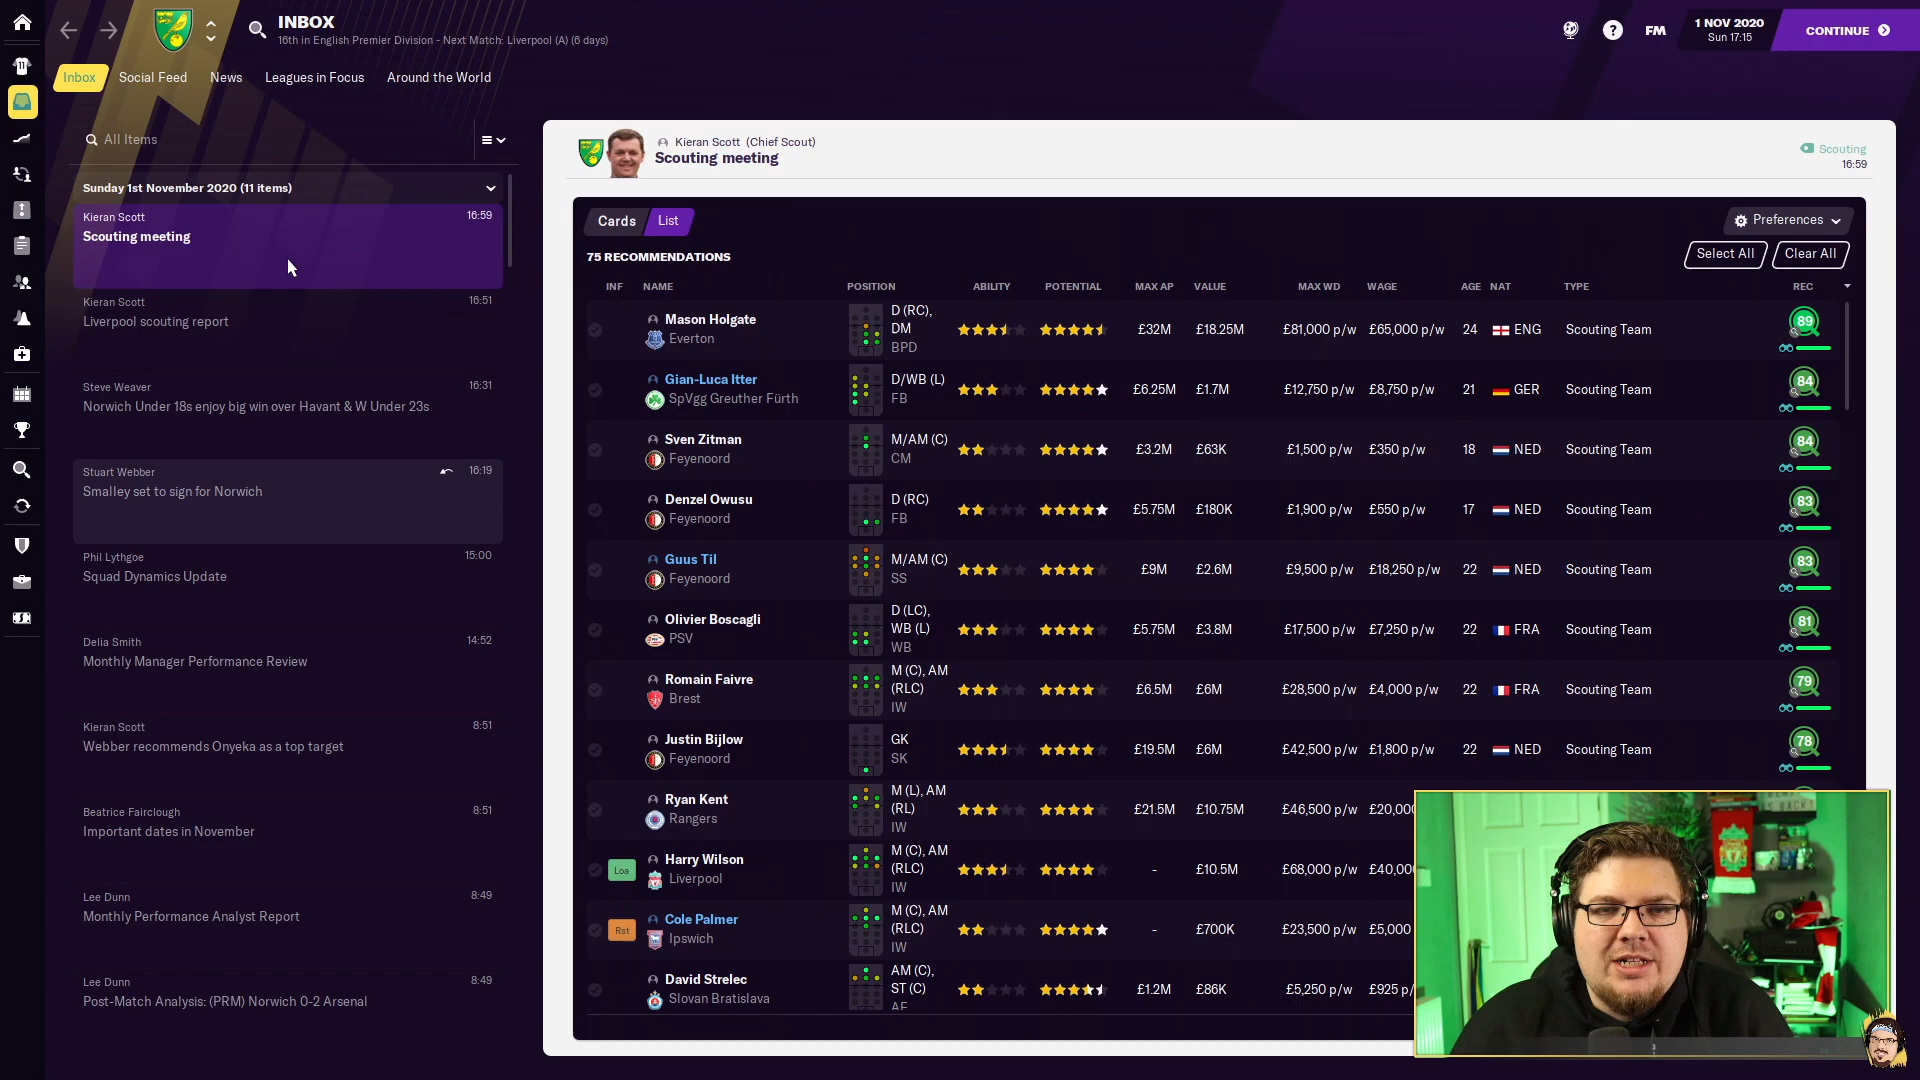 INBOX
16th in English Premier Division - Next Match: Liverpool (A) (6 days)
FM
1 NOV 2020
Sun 17:15
CONTINUE
Inbox Social Feed News Leagues in Focus Around the World
All Items
Sunday 1st November 2020 (11 items)
Kieran Scott 16:59
Scouting meeting
Kieran Scott 16:51
Liverpool scouting report
Steve Weaver 16:31
Norwich Under 18s enjoy big win over Havant & W Under 23s
Stuart Webber 16:19
Smalley set to sign for Norwich
Phil Lythgoe 15:00
Squad Dynamics Update
Delia Smith 14:52
Monthly Manager Performance Review
Kieran Scott 8:51
Webber recommends Onyeka as a top target
Beatrice Fairclough 8:51
Important dates in November
Lee Dunn 8:49
Monthly Performance Analyst Report
Lee Dunn 8:49
Post-Match Analysis: (PRM) Norwich 0-2 Arsenal
Kieran Scott (Chief Scout)
Scouting meeting
Scouting
16:59
Cards List
Preferences
75 RECOMMENDATIONS
Select All Clear All
INF NAME POSITION ABILITY POTENTIAL MAX AP VALUE MAX WD WAGE AGE NAT TYPE REC
Mason Holgate
Everton
D (RC),
DM
BPD
£32M £18.25M £81,000 p/w £65,000 p/w 24 ENG Scouting Team 89
Gian-Luca Itter
SpVgg Greuther Fürth
D/WB (L)
FB
£6.25M £1.7M £12,750 p/w £8,750 p/w 21 GER Scouting Team 84
Sven Zitman
Feyenoord
M/AM (C)
CM
£3.2M £63K £1,500 p/w £350 p/w 18 NED Scouting Team 84
Denzel Owusu
Feyenoord
D (RC)
FB
£5.75M £180K £1,900 p/w £550 p/w 17 NED Scouting Team 83
Guus Til
Feyenoord
M/AM (C)
SS
£9M £2.6M £9,500 p/w £18,250 p/w 22 NED Scouting Team 83
Olivier Boscagli
PSV
D (LC),
WB (L)
WB
£5.75M £3.8M £17,500 p/w £7,250 p/w 22 FRA Scouting Team 81
Romain Faivre
Brest
M (C), AM
(RLC)
IW
£6.5M £6M £28,500 p/w £4,000 p/w 22 FRA Scouting Team 79
Justin Bijlow
Feyenoord
GK
SK
£19.5M £6M £42,500 p/w £1,800 p/w 22 NED Scouting Team 78
Ryan Kent
Rangers
M (L), AM
(RL)
IW
£21.5M £10.75M £46,500 p/w £20,000
Loa
Harry Wilson
Liverpool
M (C), AM
(RLC)
IW
- £10.5M £68,000 p/w £40,000
Rst
Cole Palmer
Ipswich
M (C), AM
(RLC)
IW
- £700K £23,500 p/w £5,000
David Strelec
Slovan Bratislava
AM (C),
ST (C)
AF
£1.2M £86K £5,250 p/w £925 p/